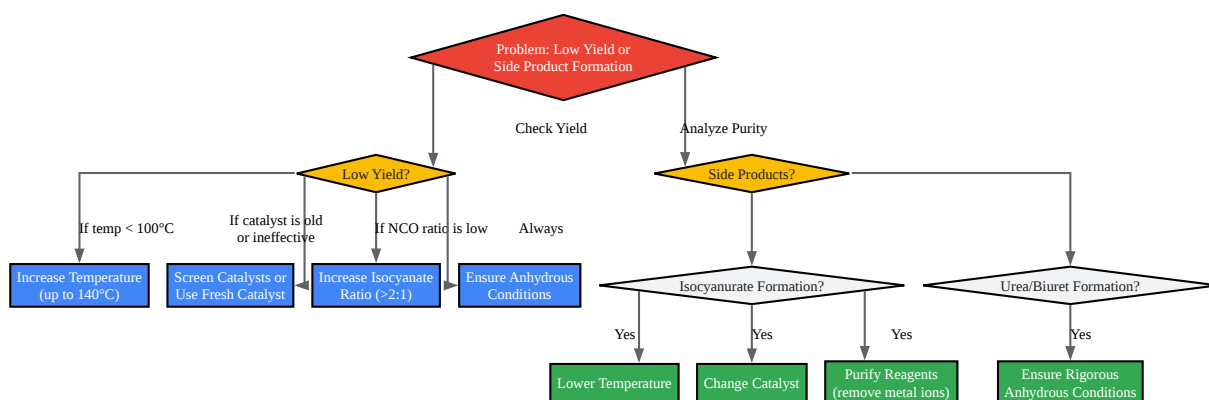 Problem: Low Yield or
Side Product Formation
Check Yield
Analyze Purity
Low Yield?
Side Products?
If temp < 100°C
If catalyst is old
or ineffective
If NCO ratio is low
Always
Increase Temperature
(up to 140°C)
Screen Catalysts or
Use Fresh Catalyst
Increase Isocyanate
Ratio (>2:1)
Ensure Anhydrous
Conditions
Isocyanurate Formation?
Urea/Biuret Formation?
Yes
Yes
Yes
Yes
Lower Temperature
Change Catalyst
Purify Reagents
(remove metal ions)
Ensure Rigorous
Anhydrous Conditions